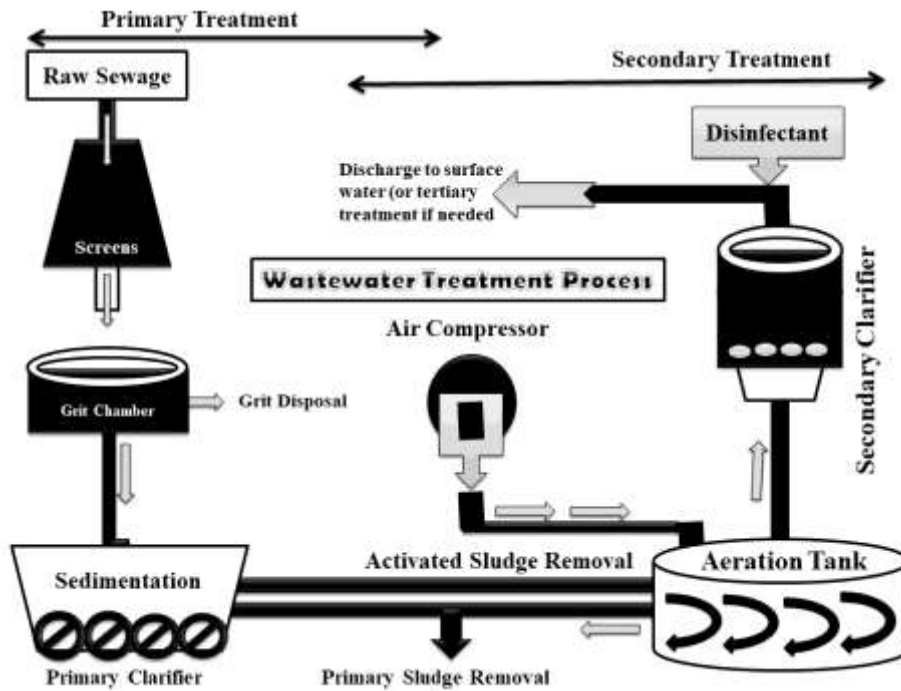 Primary Treatment
Raw Sewage
Secondary Treatment
Disinfectant
Discharge to surface
water (or tertiary
treatment if needed
Screens
Wastewater Treatment Process
Air Compressor
Secondary Clarifier
Grit Chamber
Grit Disposal
Activated Sludge Removal
Aeration Tank
Sedimentation
Primary Clarifier
Primary Sludge Removal